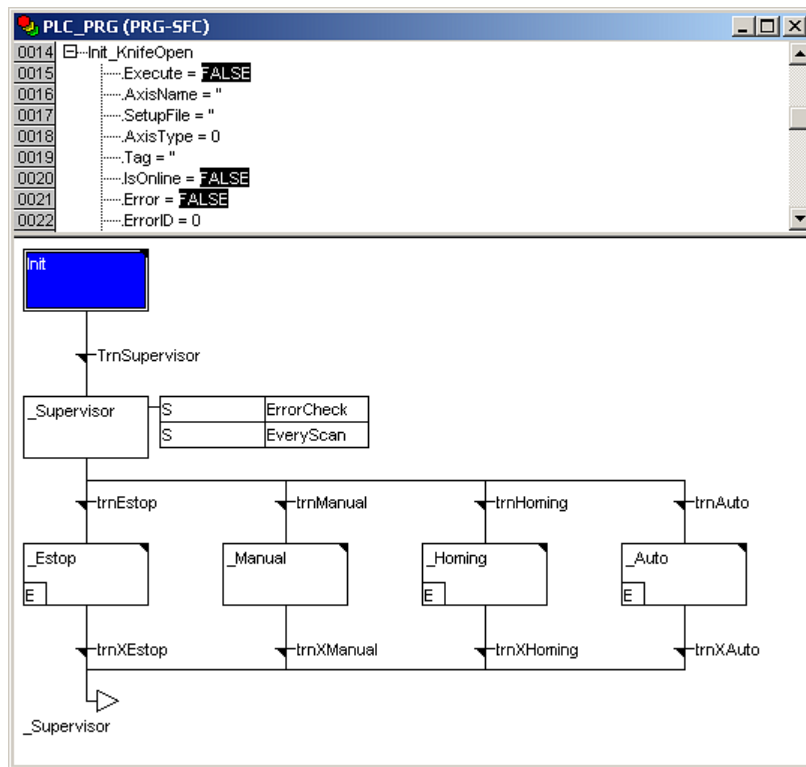 PLC_PRG (PRG-SFC)
0014 Init_KnifeOpen
0015 .Execute = FALSE
0016 .AxisName = ''
0017 .SetupFile = ''
0018 .AxisType = 0
0019 .Tag = ''
0020 .IsOnline = FALSE
0021 .Error = FALSE
0022 .ErrorID = 0
Init
TrnSupervisor
_Supervisor S ErrorCheck
S EveryScan
trnEstop trnManual trnHoming trnAuto
_Estop _Manual _Homing _Auto
E E E
trnXEstop trnXManual trnXHoming trnXAuto
_Supervisor